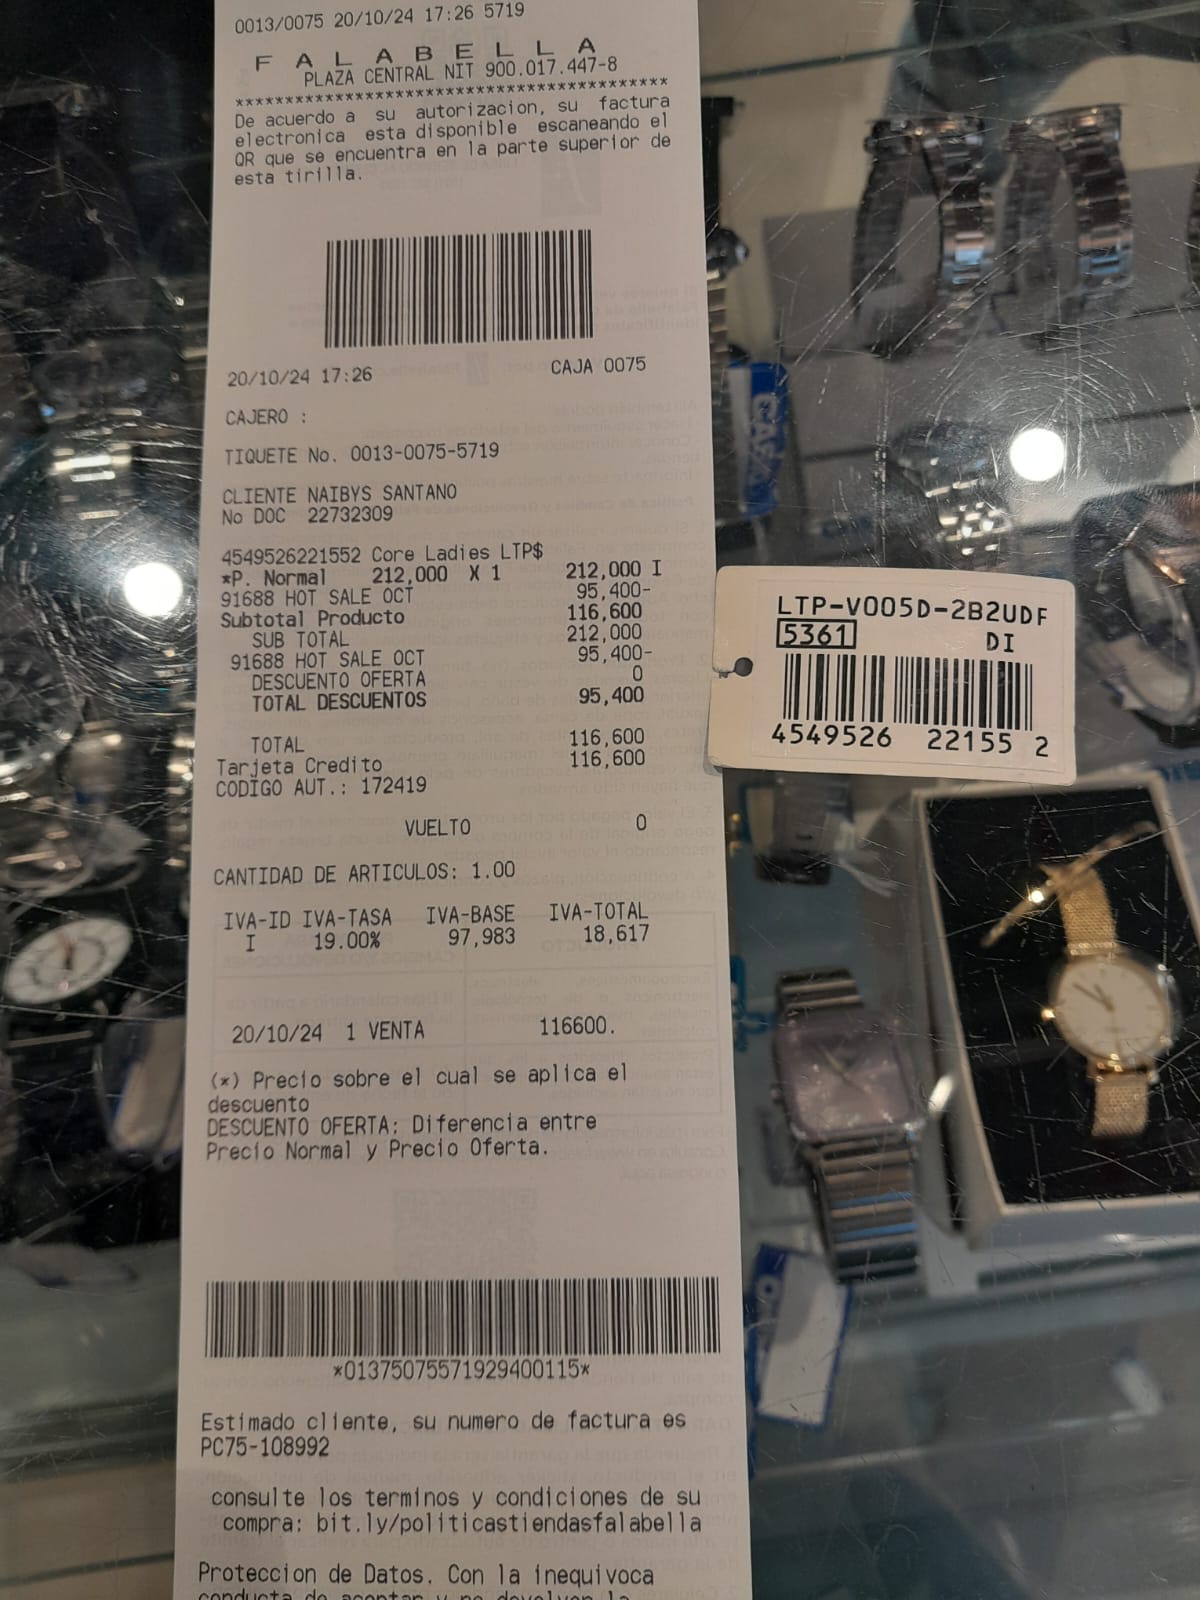 0013/0075 20/10/24 17:26 5719
F A L A B E L L A
PLAZA CENTRAL NIT 900.017.447-8
******************************************
De acuerdo a su autorizacion, su factura
electronica esta disponible escaneando el
QR que se encuentra en la parte superior de
esta tirilla.
20/10/24 17:26 CAJA 0075
CAJERO :
TIQUETE No. 0013-0075-5719
CLIENTE NAIBYS SANTANO
No DOC 22732309
4549526221552 Core Ladies LTP$
*P. Normal 212,000 X 1 212,000 I
91688 HOT SALE OCT 95,400-
Subtotal Producto 116,600
SUB TOTAL 212,000
91688 HOT SALE OCT 95,400-
DESCUENTO OFERTA 0
TOTAL DESCUENTOS 95,400
TOTAL 116,600
Tarjeta Credito 116,600
CODIGO AUT.: 172419
VUELTO 0
CANTIDAD DE ARTICULOS: 1.00
IVA-ID IVA-TASA IVA-BASE IVA-TOTAL
I 19.00% 97,983 18,617
20/10/24 1 VENTA 116600.
(*) Precio sobre el cual se aplica el
descuento
DESCUENTO OFERTA: Diferencia entre
Precio Normal y Precio Oferta.
*01375075571929400115*
Estimado cliente, su numero de factura es
PC75-108992
consulte los terminos y condiciones de su
compra: bit.ly/politicastiendasfalabella
Proteccion de Datos. Con la inequivoca
conducta de aceptar y no devolver la
LTP-V005D-2B2UDF
5361 DI
4549526 22155 2